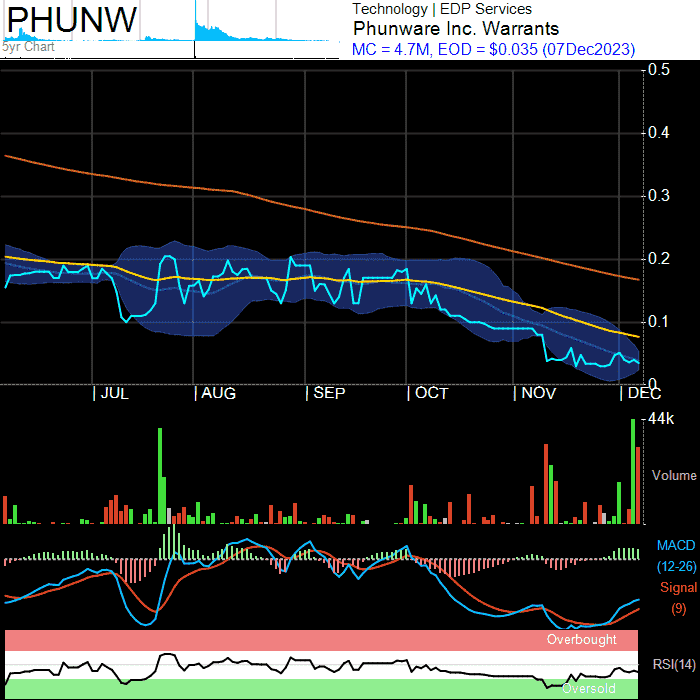 PHUNW
5yr Chart
Technology | EDP Services
Phunware Inc. Warrants
MC = 4.7M, EOD = $0.035 (07Dec2023)
0.5
0.4
0.3
0.2
0.1
0
| JUL | AUG | SEP | OCT | NOV | DEC
44k
Volume
MACD
(12-26)
Signal
(9)
Overbought
RSI(14)
Oversold